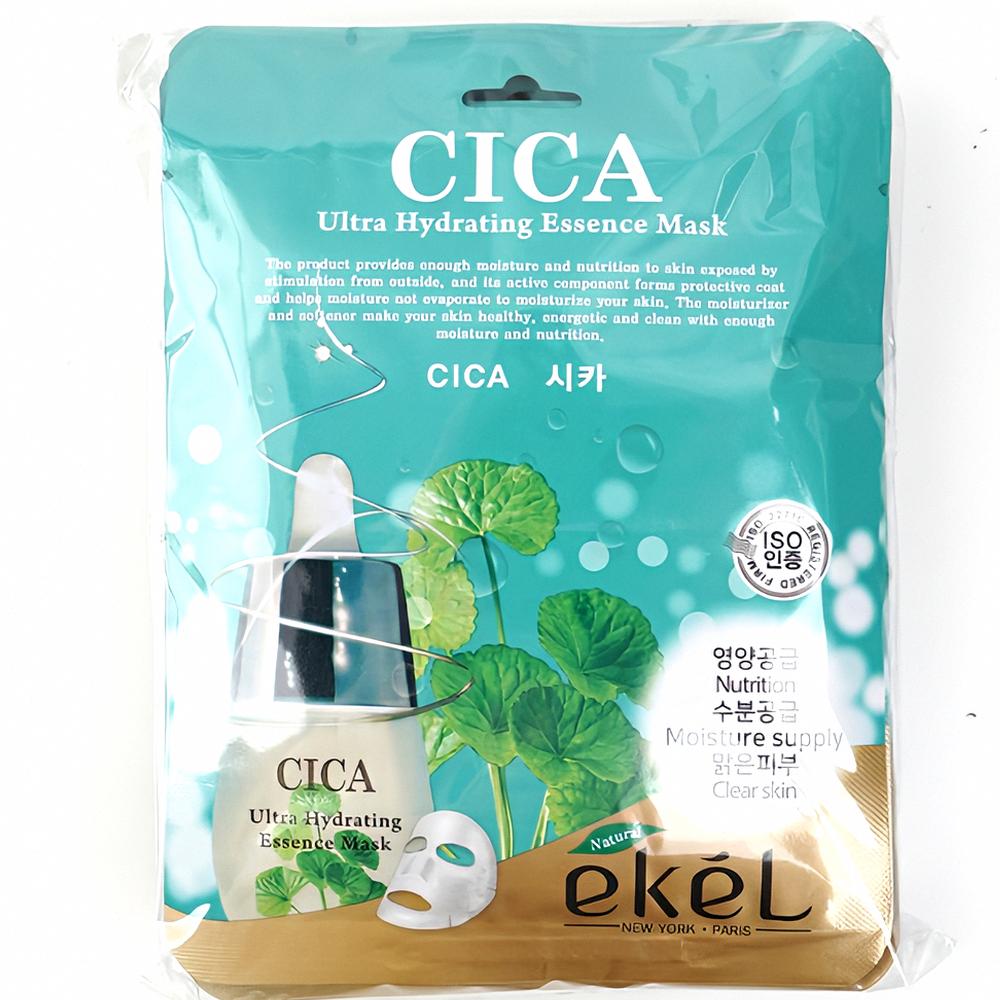 CICA
Ultra Hydrating Essence Mask
The product provides enough moisture and nutrition to skin exposed by
stimulation from outside, and its active component forms protective coat
and helps moisture not evaporate to moisturize your skin. The moisturizer
and softener make your skin healthy, energetic and clean with enough
moisture and nutrition.
CICA 시카
ISO REGISTERED FIRM
ISO
인증
영양공급
Nutrition
수분공급
Moisture supply
맑은피부
Clear skin
CICA
Ultra Hydrating
Essence Mask
Natural
ekéL
NEW YORK • PARIS